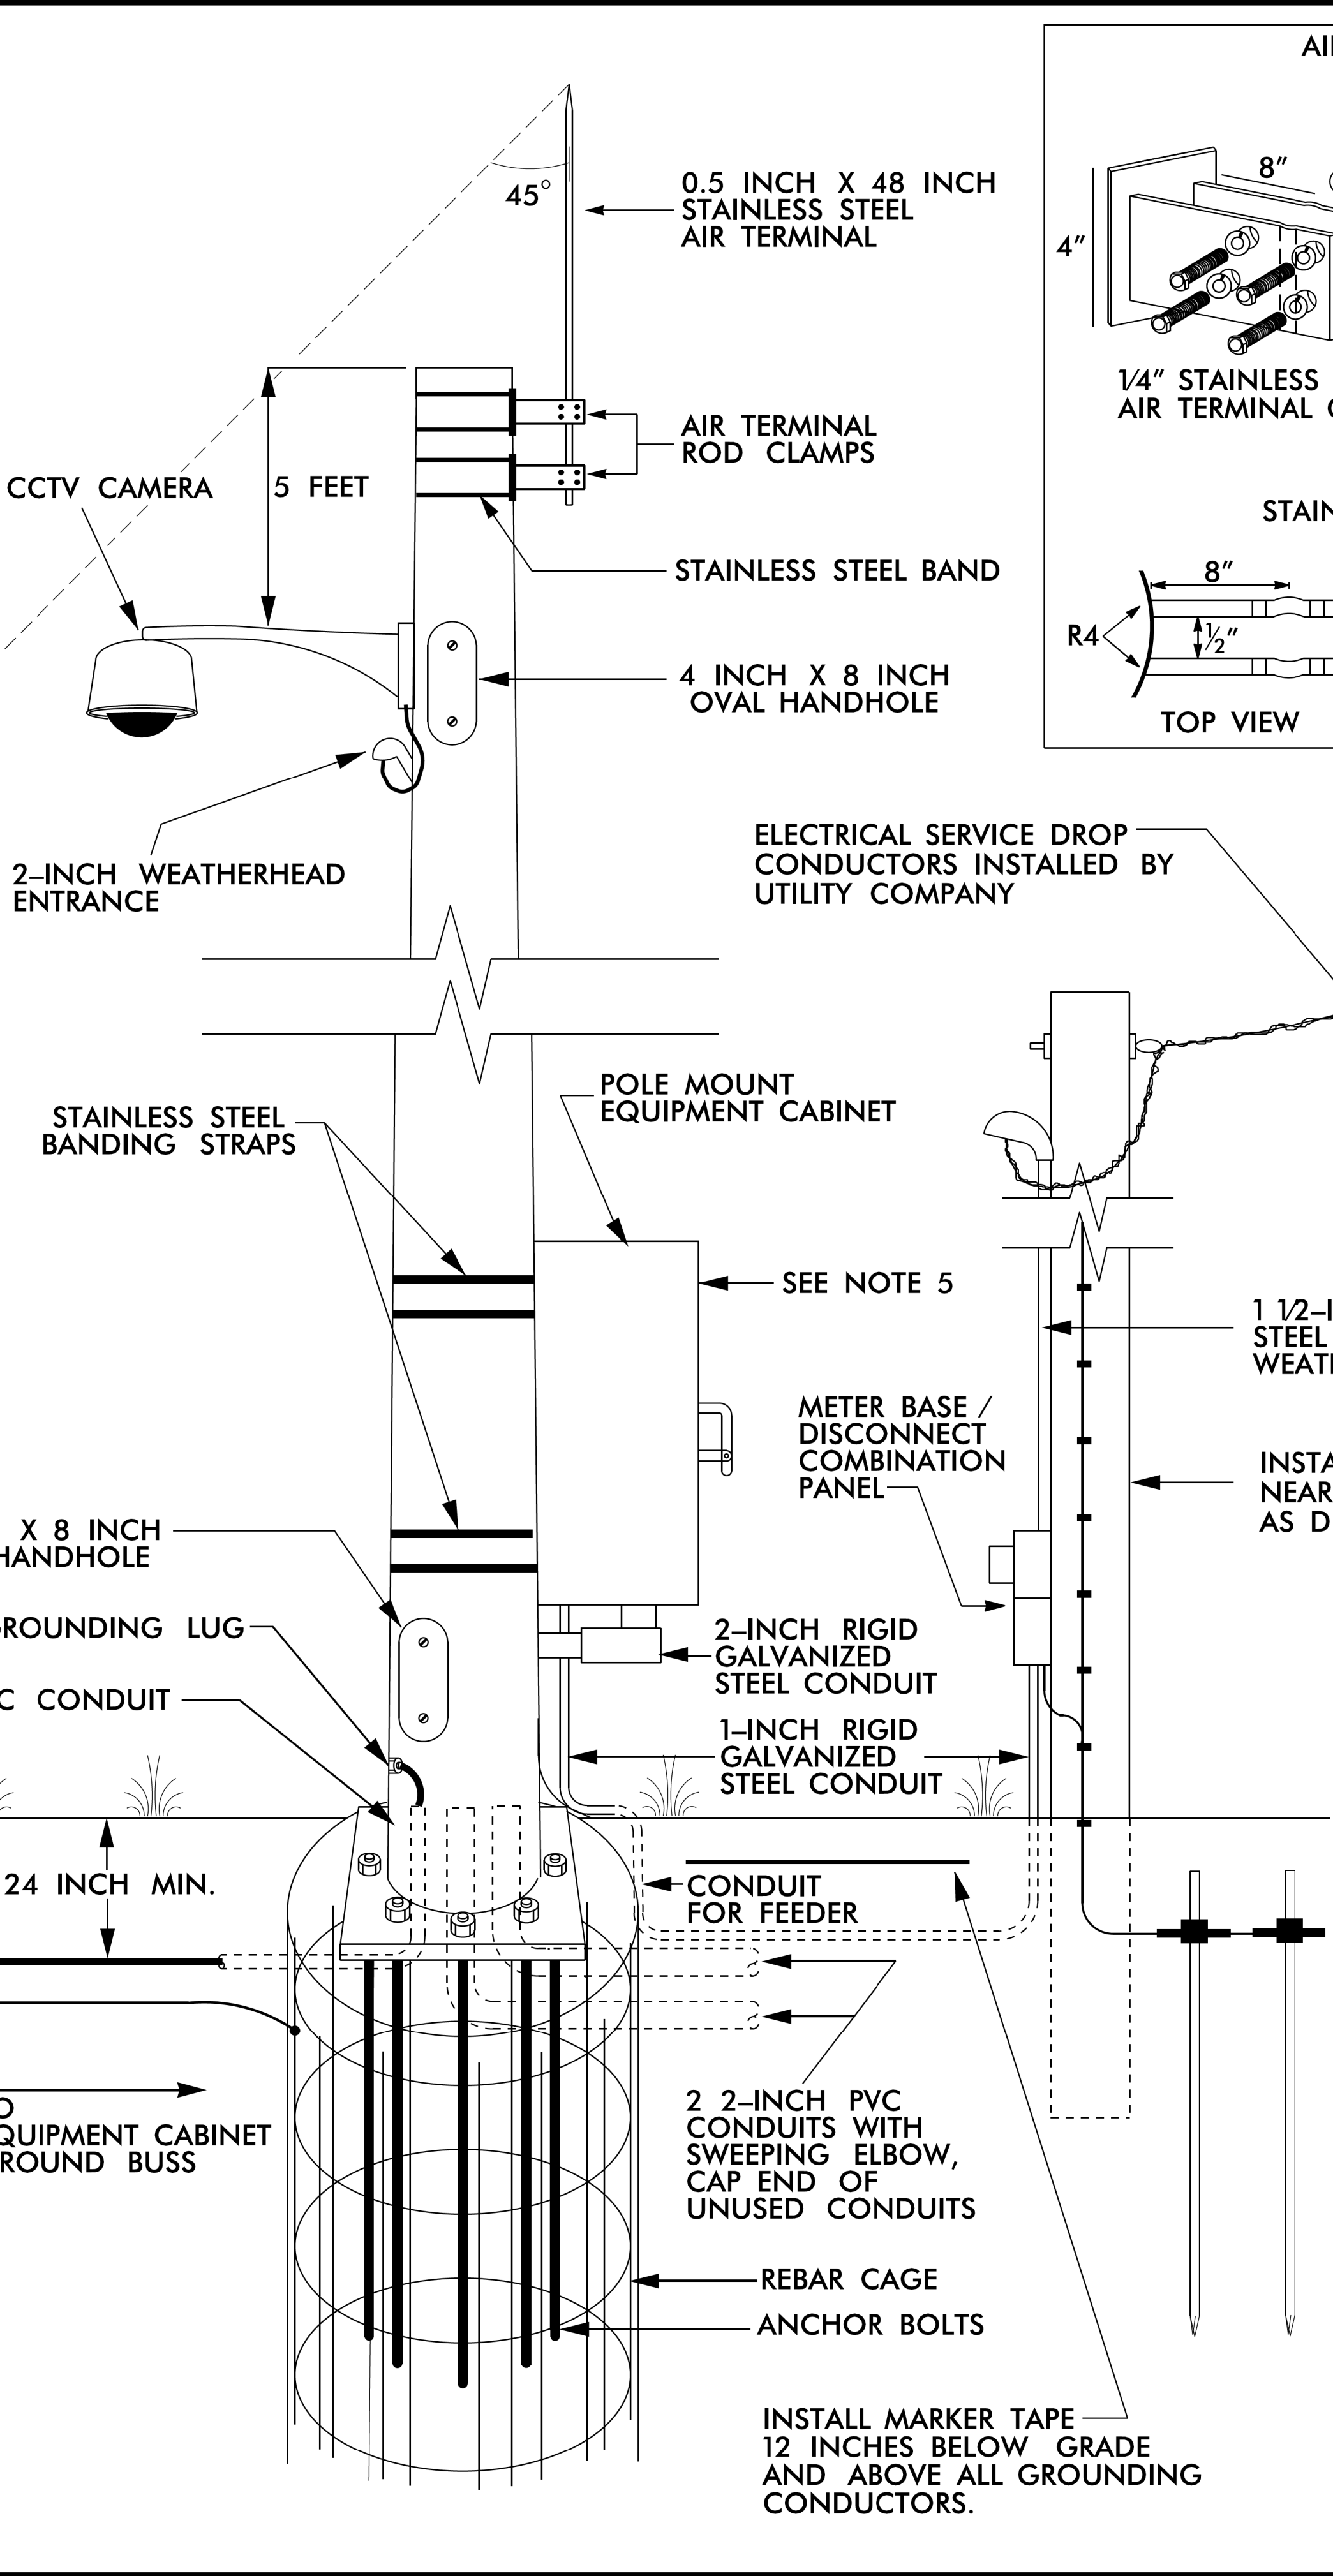 AI
45°
0.5 INCH X 48 INCH
STAINLESS STEEL
AIR TERMINAL
8"
4"
1/4" STAINLESS
AIR TERMINAL
AIR TERMINAL
ROD CLAMPS
CCTV CAMERA
5 FEET
STAIN
STAINLESS STEEL BAND
8"
R4
1/2"
4 INCH X 8 INCH
OVAL HANDHOLE
TOP VIEW
2-INCH WEATHERHEAD
ENTRANCE
ELECTRICAL SERVICE DROP
CONDUCTORS INSTALLED BY
UTILITY COMPANY
STAINLESS STEEL
BANDING STRAPS
POLE MOUNT
EQUIPMENT CABINET
SEE NOTE 5
1 1/2-I
STEEL
WEAT
METER BASE /
DISCONNECT
COMBINATION
PANEL
INSTA
NEAR
AS D
X 8 INCH
HANDHOLE
GROUNDING LUG
C CONDUIT
2-INCH RIGID
GALVANIZED
STEEL CONDUIT
1-INCH RIGID
GALVANIZED
STEEL CONDUIT
24 INCH MIN.
CONDUIT
FOR FEEDER
O
QUIPMENT CABINET
ROUND BUSS
2 2-INCH PVC
CONDUITS WITH
SWEEPING ELBOW,
CAP END OF
UNUSED CONDUITS
REBAR CAGE
ANCHOR BOLTS
INSTALL MARKER TAPE
12 INCHES BELOW GRADE
AND ABOVE ALL GROUNDING
CONDUCTORS.